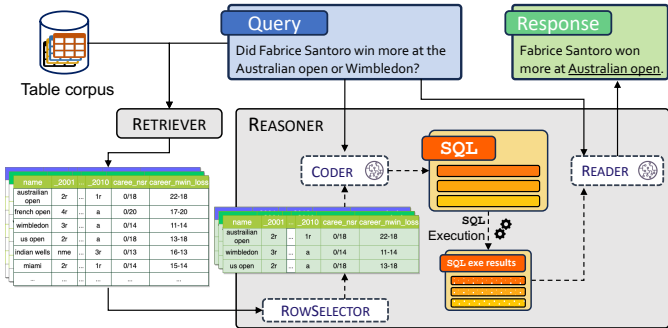 Query
Did Fabrice Santoro win more at the
Australian open or Wimbledon?
Response
Fabrice Santoro won
more at Australian open.
Table corpus
RETRIEVER
REASONER
CODER
SQL
READER
SQL
Execution
SQL exe results
ROWSELECTOR
name _2001 ... _2010 caree_nsr career_nwin_loss
austrailian open 2r ... 1r 0/18 22-18
french open 4r ... a 0/20 17-20
wimbledon 3r ... a 0/14 11-14
us open 2r ... a 0/18 13-18
indian wells nme ... 3r 0/13 16-13
miami 2r ... 1r 0/14 15-14
... ... ... ... ...
name _2001 ... _2010 caree_nsr career_nwin_loss
austrailian open 2r ... 1r 0/18 22-18
wimbledon 3r ... a 0/14 11-14
us open 2r ... a 0/18 13-18